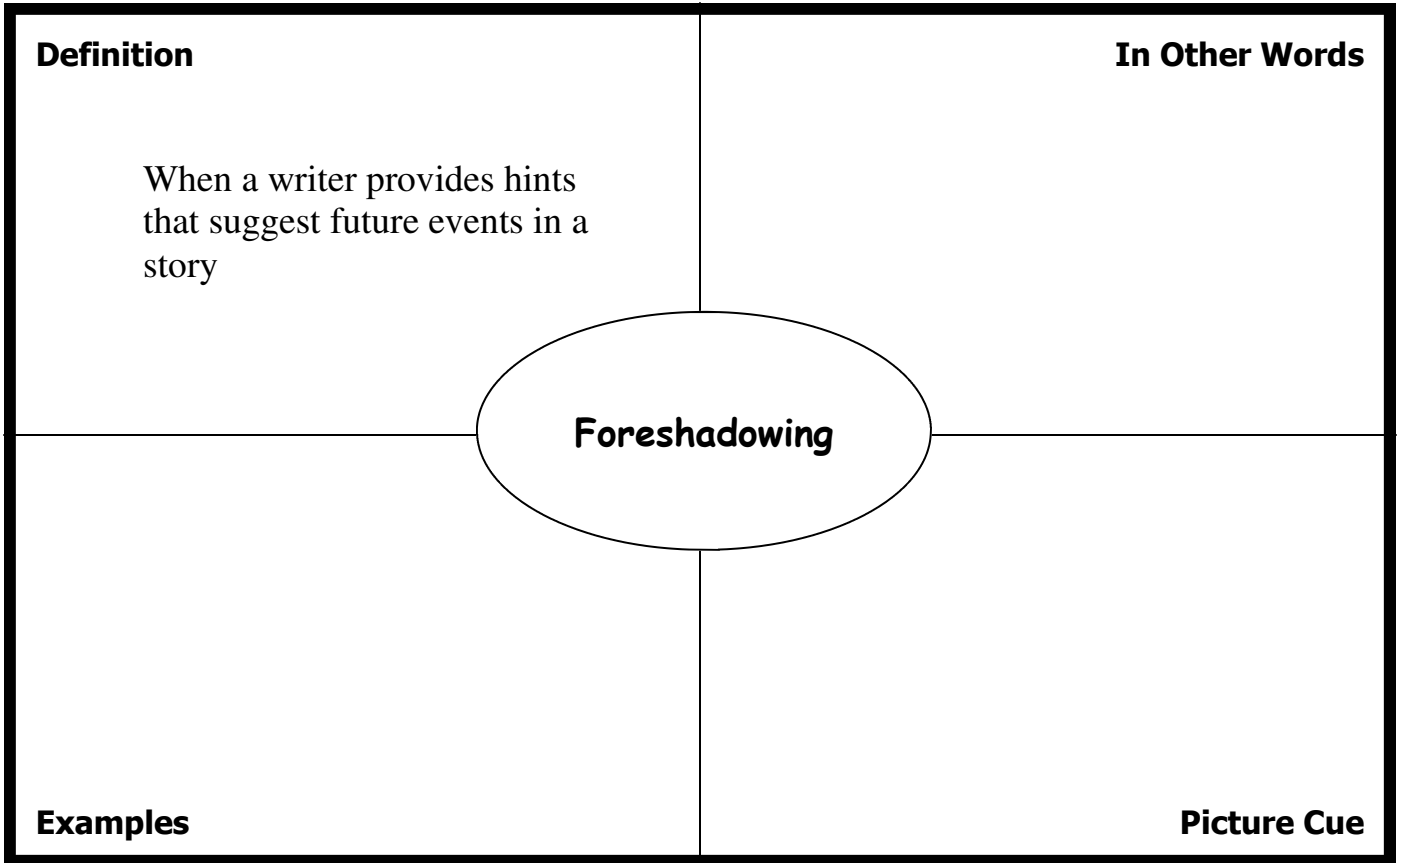 Definition
In Other Words
When a writer provides hints
that suggest future events in a
story
Foreshadowing
Examples
Picture Cue